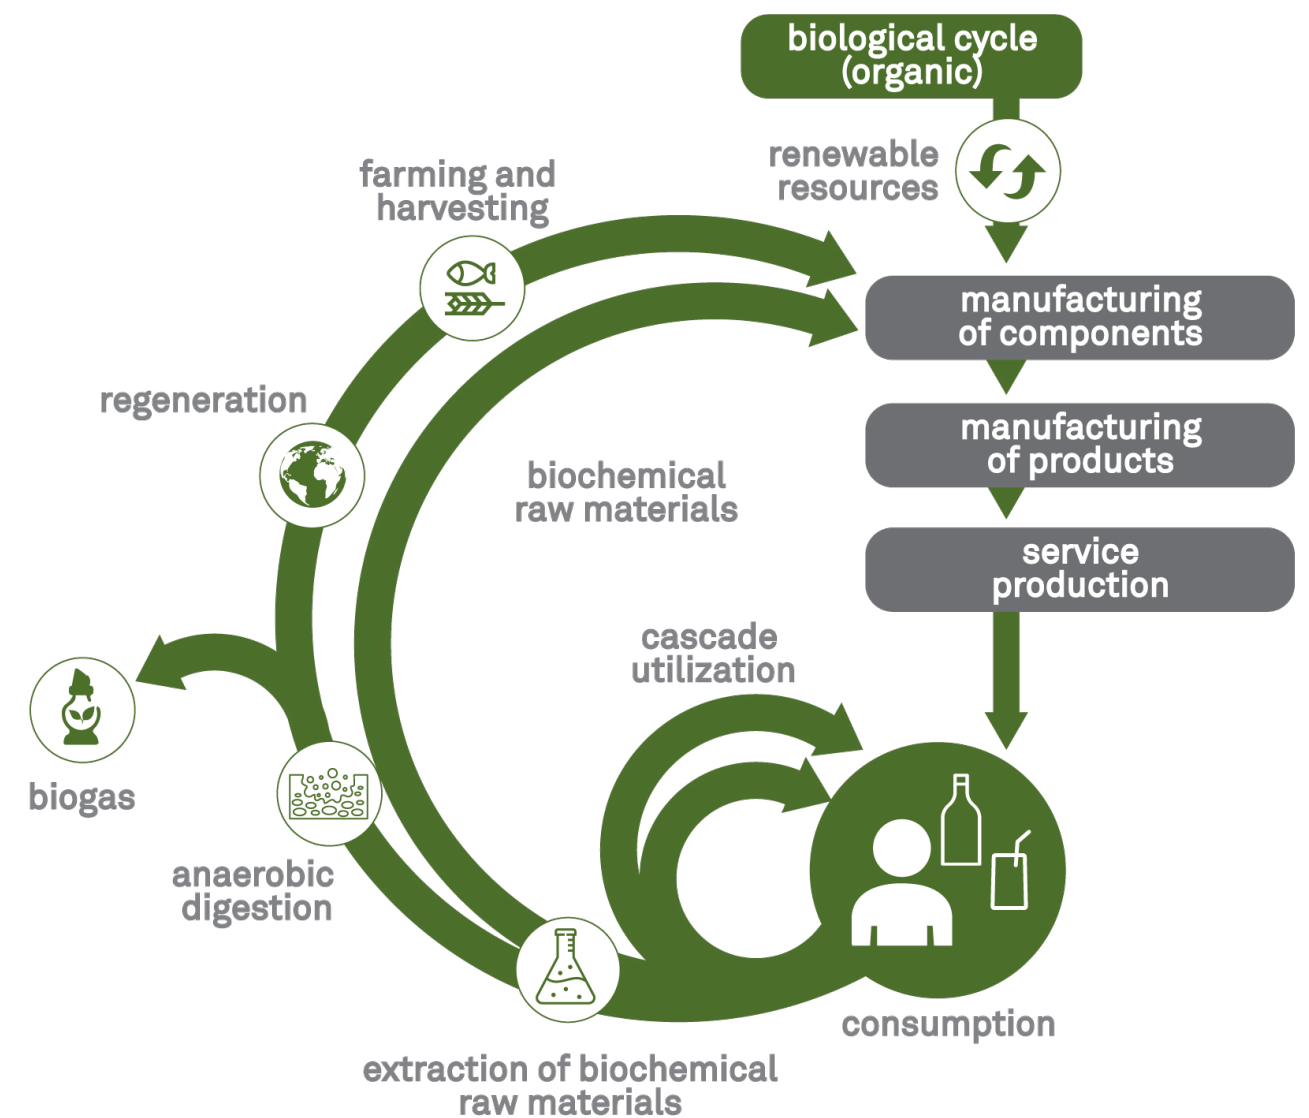 biological cycle
(organic)
renewable
resources
farming and
harvesting
manufacturing
of components
regeneration
manufacturing
of products
biochemical
raw materials
service
production
cascade
utilization
biogas
anaerobic
digestion
consumption
extraction of biochemical
raw materials